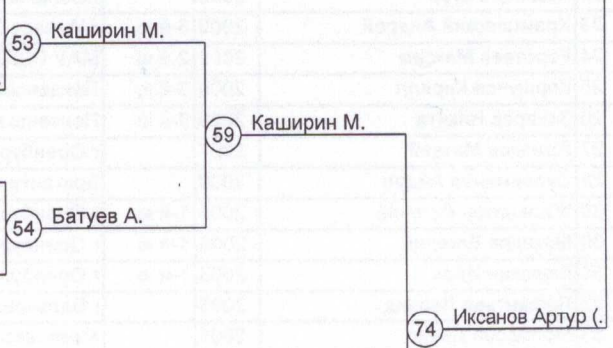 53 Каширин М.
59 Каширин М.
54 Батуев А.
74 Иксанов Артур (.